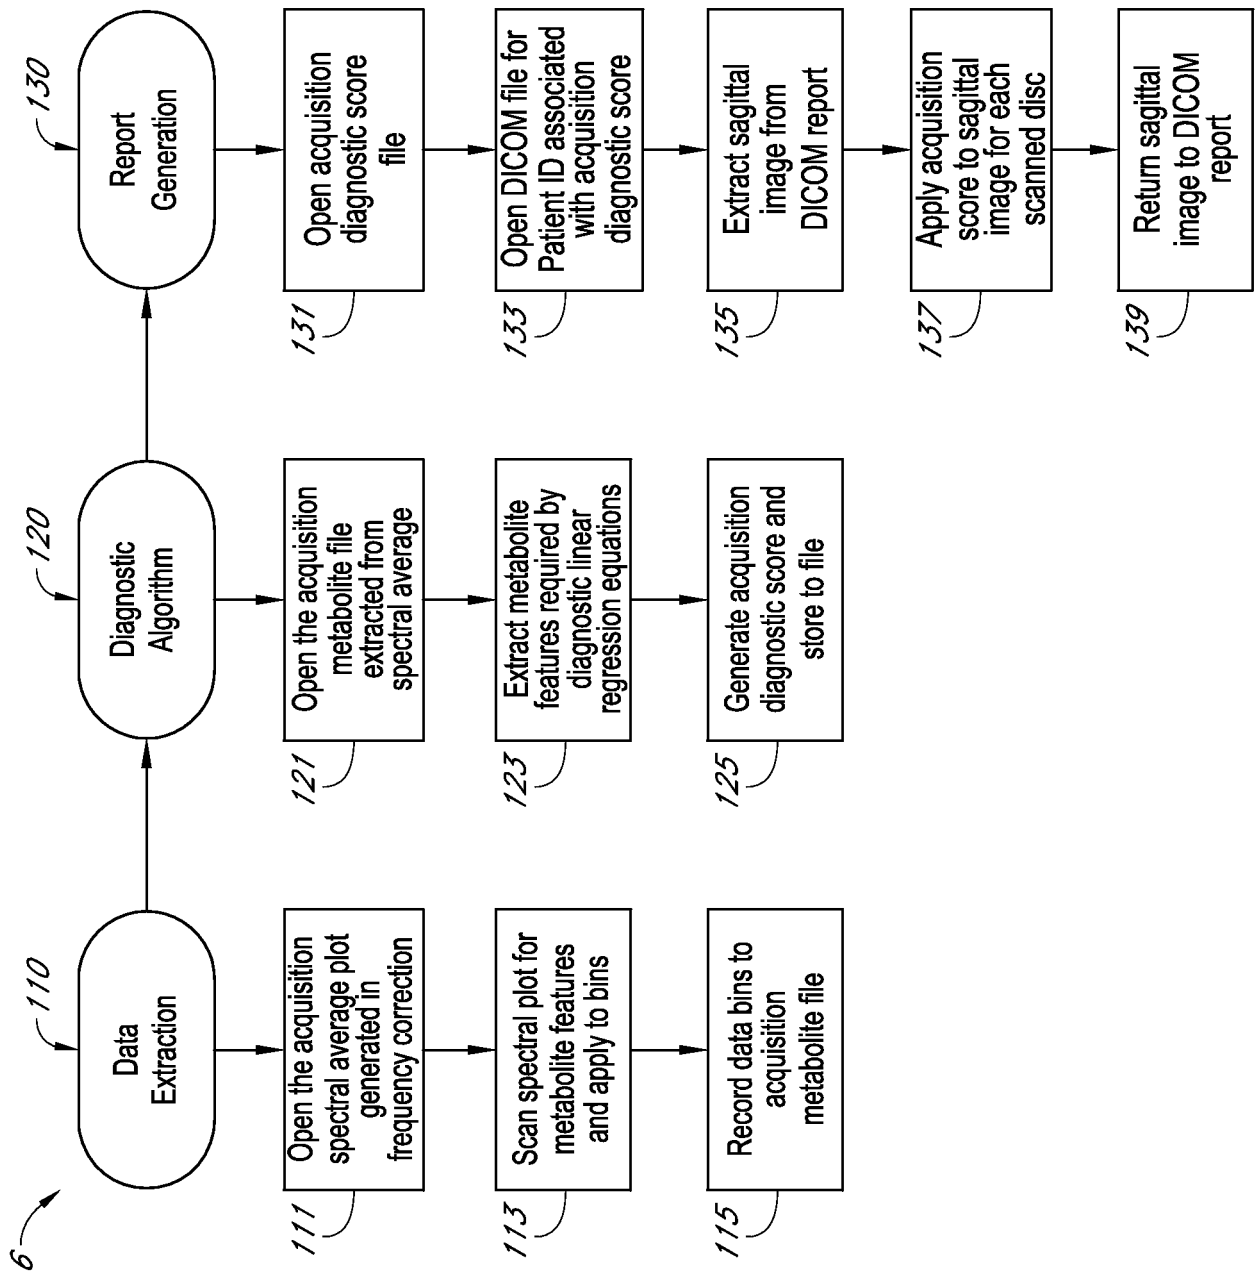 6
110
Data
Extraction
111
Open the acquisition
spectral average plot
generated in
frequency correction
113
Scan spectral plot for
metabolite features
and apply to bins
115
Record data bins to
acquisition
metabolite file
120
Diagnostic
Algorithm
121
Open the acquisition
metabolite file
extracted from
spectral average
123
Extract metabolite
features required by
diagnostic linear
regression equations
125
Generate acquisition
diagnostic score and
store to file
130
Report
Generation
131
Open acquisition
diagnostic score
file
133
Open DICOM file for
Patient ID associated
with acquisition
diagnostic score
135
Extract sagittal
image from
DICOM report
137
Apply acquisition
score to sagittal
image for each
scanned disc
139
Return sagittal
image to DICOM
report